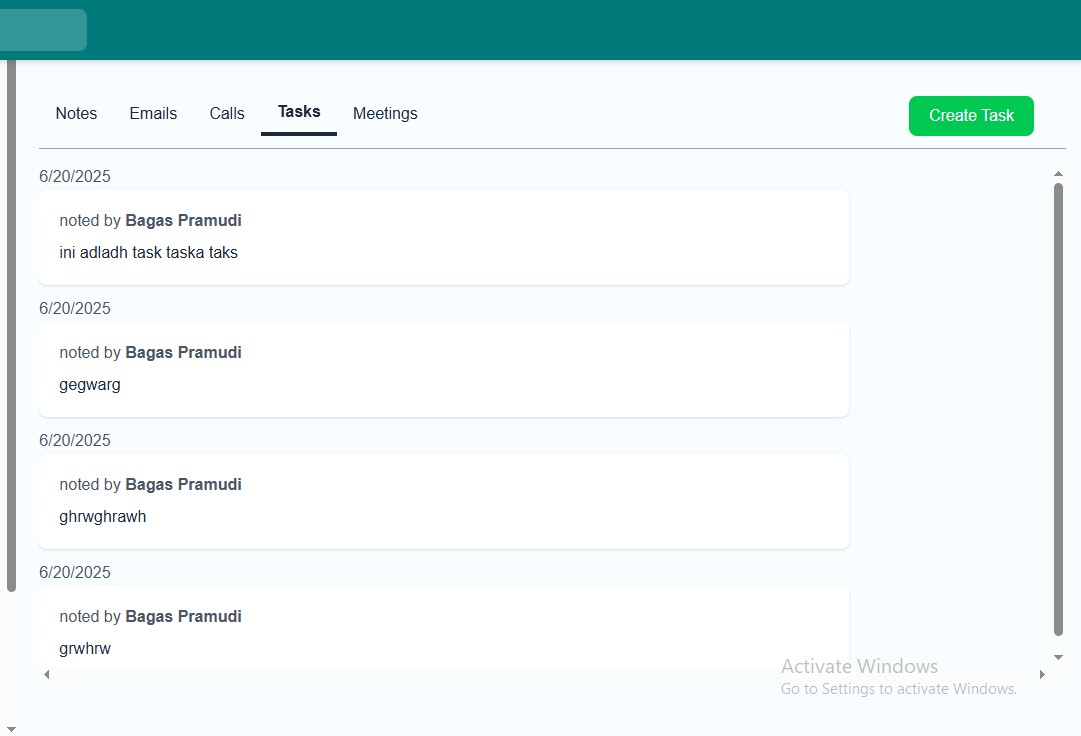 Notes Emails Calls Tasks Meetings Create Task
6/20/2025
noted by Bagas Pramudi
ini adladh task taska taks
6/20/2025
noted by Bagas Pramudi
gegwarg
6/20/2025
noted by Bagas Pramudi
ghrwghrawh
6/20/2025
noted by Bagas Pramudi
grwhrw
Activate Windows
Go to Settings to activate Windows.